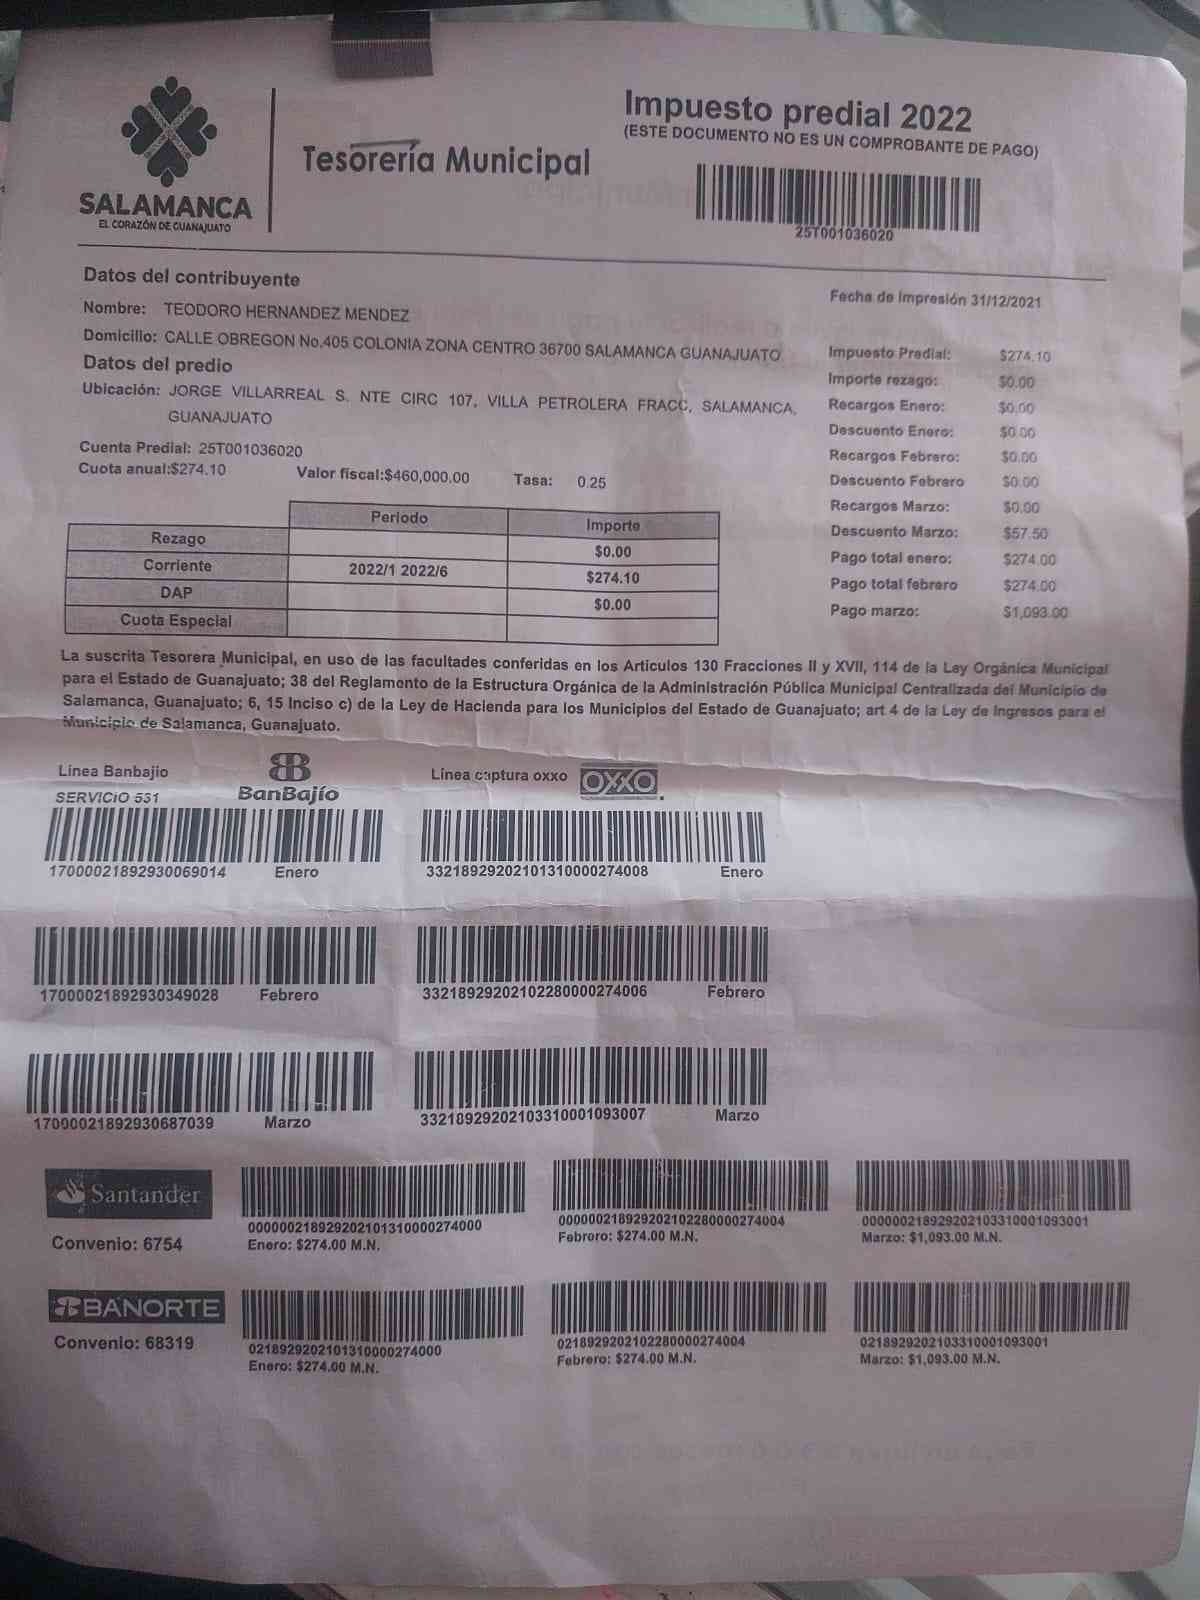 SALAMANCA
EL CORAZÓN DE GUANAJUATO
Tesorería Municipal
Impuesto predial 2022
(ESTE DOCUMENTO NO ES UN COMPROBANTE DE PAGO)
25T001036020
Datos del contribuyente
Nombre: TEODORO HERNANDEZ MENDEZ
Domicilio: CALLE OBREGON No.405 COLONIA ZONA CENTRO 36700 SALAMANCA GUANAJUATO
Datos del predio
Ubicación: JORGE VILLARREAL S. NTE CIRC 107, VILLA PETROLERA FRACC, SALAMANCA,
GUANAJUATO
Cuenta Predial: 25T001036020
Cuota anual:$274.10 Valor fiscal:$460,000.00 Tasa: 0.25
Fecha de impresión 31/12/2021
Impuesto Predial: $274.10
Importe rezago: $0.00
Recargos Enero: $0.00
Descuento Enero: $0.00
Recargos Febrero: $0.00
Descuento Febrero $0.00
Recargos Marzo: $0.00
Descuento Marzo: $57.50
Pago total enero: $274.00
Pago total febrero $274.00
Pago marzo: $1,093.00
Periodo Importe
Rezago $0.00
Corriente 2022/1 2022/6 $274.10
DAP $0.00
Cuota Especial
La suscrita Tesorera Municipal, en uso de las facultades conferidas en los Articulos 130 Fracciones II y XVII, 114 de la Ley Orgánica Municipal
para el Estado de Guanajuato; 38 del Reglamento de la Estructura Orgánica de la Administración Pública Municipal Centralizada del Municipio de
Salamanca, Guanajuato; 6, 15 Inciso c) de la Ley de Hacienda para los Municipios del Estado de Guanajuato; art 4 de la Ley de Ingresos para el
Municipio de Salamanca, Guanajuato.
Linea Banbajio BanBajío
SERVICIO 531
Linea captura oxxo OXXO
17000021892930069014 Enero
33218929202101310000274008 Enero
17000021892930349028 Febrero
33218929202102280000274006 Febrero
17000021892930687039 Marzo
33218929202103310001093007 Marzo
Santander
Convenio: 6754
0000000218929202101310000274000
Enero: $274.00 M.N.
0000000218929202102280000274004
Febrero: $274.00 M.N.
0000000218929202103310001093001
Marzo: $1,093.00 M.N.
BANORTE
Convenio: 68319
0218929202101310000274000
Enero: $274.00 M.N.
0218929202102280000274004
Febrero: $274.00 M.N.
0218929202103310001093001
Marzo: $1,093.00 M.N.